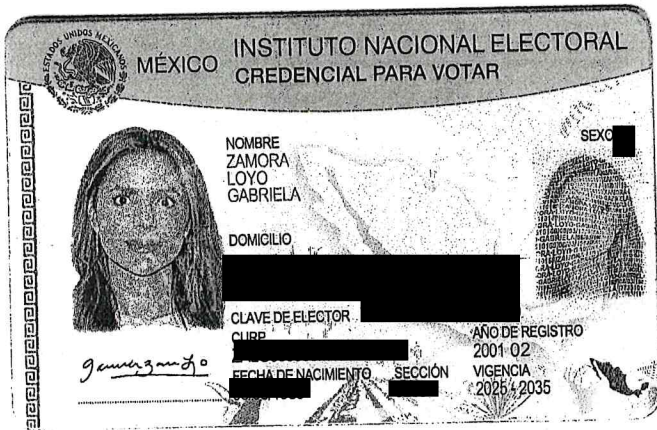 ESTADOS UNIDOS MEXICANOS
MÉXICO
INSTITUTO NACIONAL ELECTORAL
CREDENCIAL PARA VOTAR
NOMBRE
ZAMORA
LOYO
GABRIELA
SEXO
DOMICILIO
CLAVE DE ELECTOR
CURP
AÑO DE REGISTRO
2001 02
FECHA DE NACIMIENTO
SECCIÓN
VIGENCIA
2025 - 2035